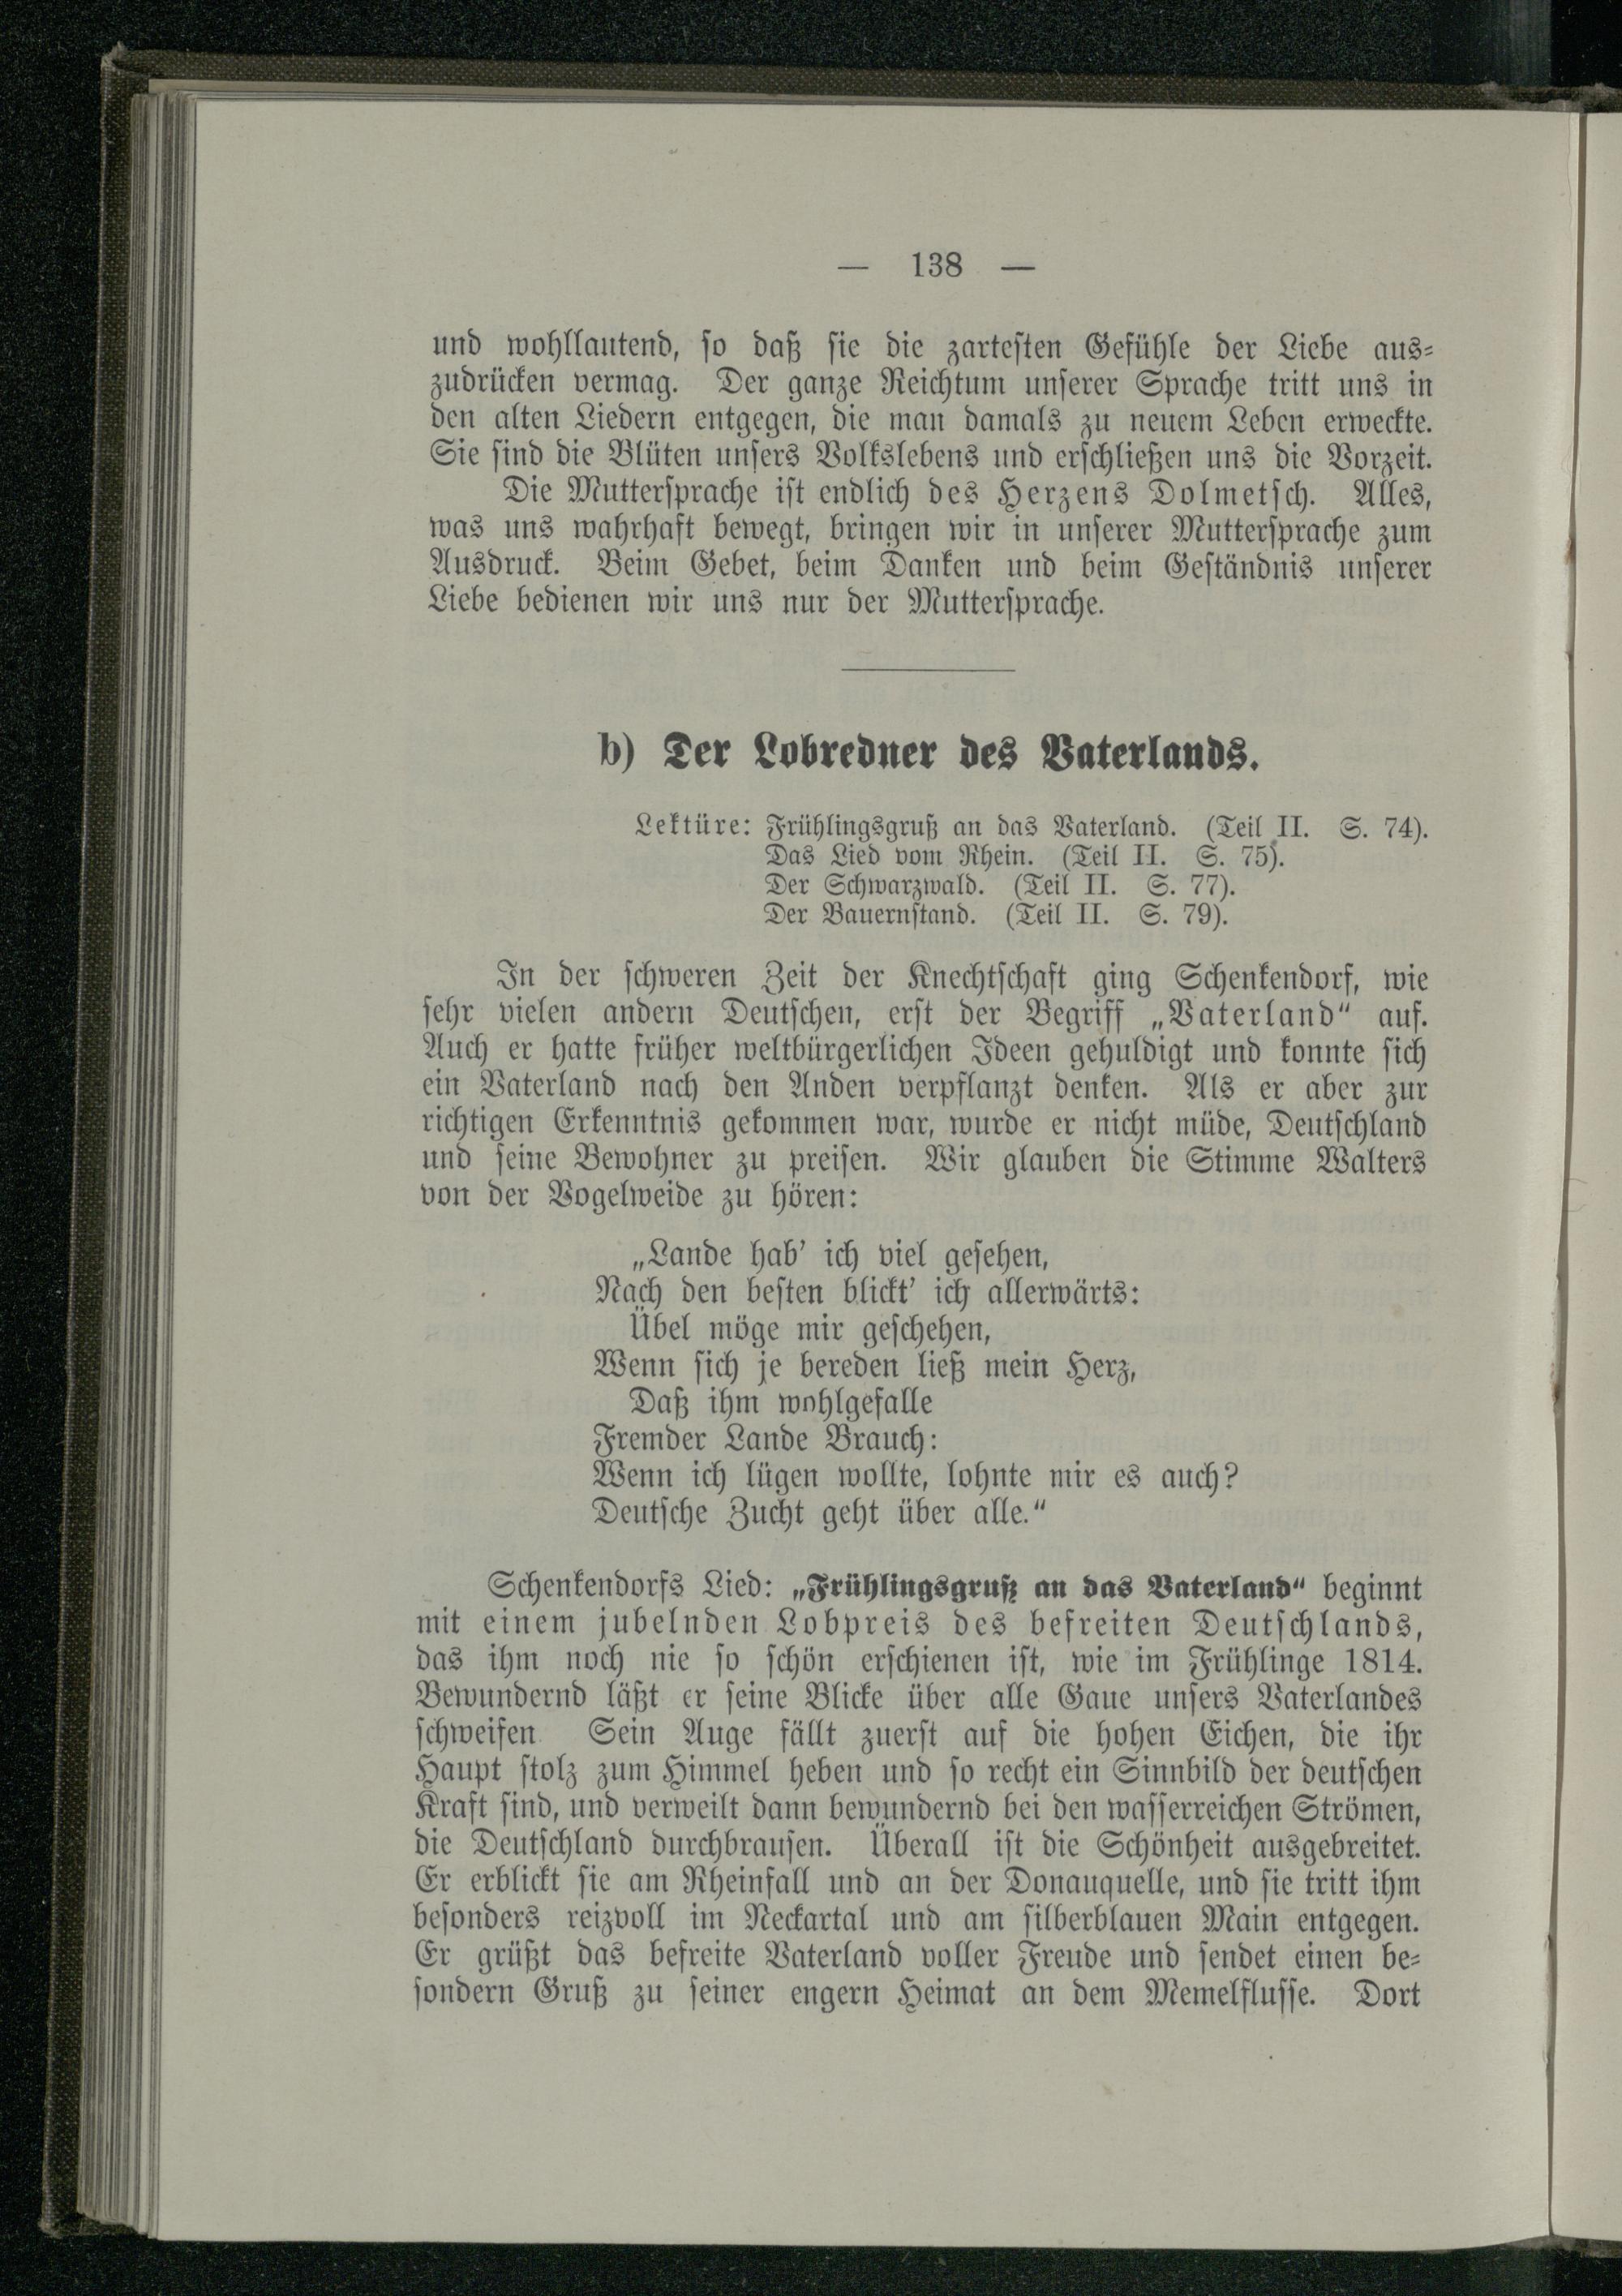 — 138 —
und wohllautend, so daß sie die zartesten Gefühle der Liebe aus-
zudrücken vermag. Der ganze Reichtum unserer Sprache tritt uns in
den alten Liedern entgegen, die man damals zu neuem Leben erweckte.
Sie sind die Blüten unsers Volkslebens und erschließen uns die Vorzeit.
Die Muttersprache ist endlich des Herzens Dolmetsch. Alles,
was uns wahrhaft bewegt, bringen wir in unserer Muttersprache zum
Ausdruck. Beim Gebet, beim Danken und beim Geständnis unserer
Liebe bedienen wir uns nur der Muttersprache.
b) Der Lobredner des Vaterlands.
Lektüre: Frühlingsgruß an das Vaterland. (Teil II. S. 74).
Das Lied vom Rhein. (Teil II. S. 75).
Der Schwarzwald. (Teil II. S. 77).
Der Bauernstand. (Teil II. S. 79).
In der schweren Zeit der Knechtschaft ging Schenkendorf, wie
sehr vielen andern Deutschen, erst der Begriff „Vaterland“ auf.
Auch er hatte früher weltbürgerlichen Ideen gehuldigt und konnte sich
ein Vaterland nach den Anden verpflanzt denken. Als er aber zur
richtigen Erkenntnis gekommen war, wurde er nicht müde, Deutschland
und seine Bewohner zu preisen. Wir glauben die Stimme Walters
von der Vogelweide zu hören:
„Lande hab’ ich viel gesehen,
Nach den besten blickt’ ich allerwärts:
Übel möge mir geschehen,
Wenn sich je bereden ließ mein Herz,
Daß ihm wohlgefalle
Fremder Lande Brauch:
Wenn ich lügen wollte, lohnte mir es auch?
Deutsche Zucht geht über alle.“
Schenkendorfs Lied: „Frühlingsgruß an das Vaterland“ beginnt
mit einem jubelnden Lobpreis des befreiten Deutschlands,
das ihm noch nie so schön erschienen ist, wie im Frühlinge 1814.
Bewundernd läßt er seine Blicke über alle Gaue unsers Vaterlandes
schweifen. Sein Auge fällt zuerst auf die hohen Eichen, die ihr
Haupt stolz zum Himmel heben und so recht ein Sinnbild der deutschen
Kraft sind, und verweilt dann bewundernd bei den wasserreichen Strömen,
die Deutschland durchbrausen. Überall ist die Schönheit ausgebreitet.
Er erblickt sie am Rheinfall und an der Donauquelle, und sie tritt ihm
besonders reizvoll im Neckartal und am silberblauen Main entgegen.
Er grüßt das befreite Vaterland voller Freude und sendet einen be-
sondern Gruß zu seiner engern Heimat an dem Memelflusse. Dort